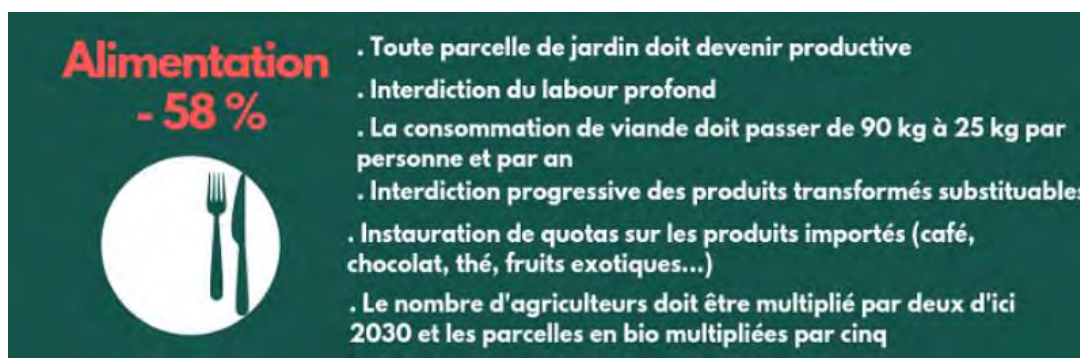 Alimentation
- 58 %
. Toute parcelle de jardin doit devenir productive
. Interdiction du labour profond
. La consommation de viande doit passer de 90 kg à 25 kg par
personne et par an
. Interdiction progressive des produits transformés substituables
. Instauration de quotas sur les produits importés (café,
chocolat, thé, fruits exotiques...)
. Le nombre d'agriculteurs doit être multiplié par deux d'ici
2030 et les parcelles en bio multipliées par cinq